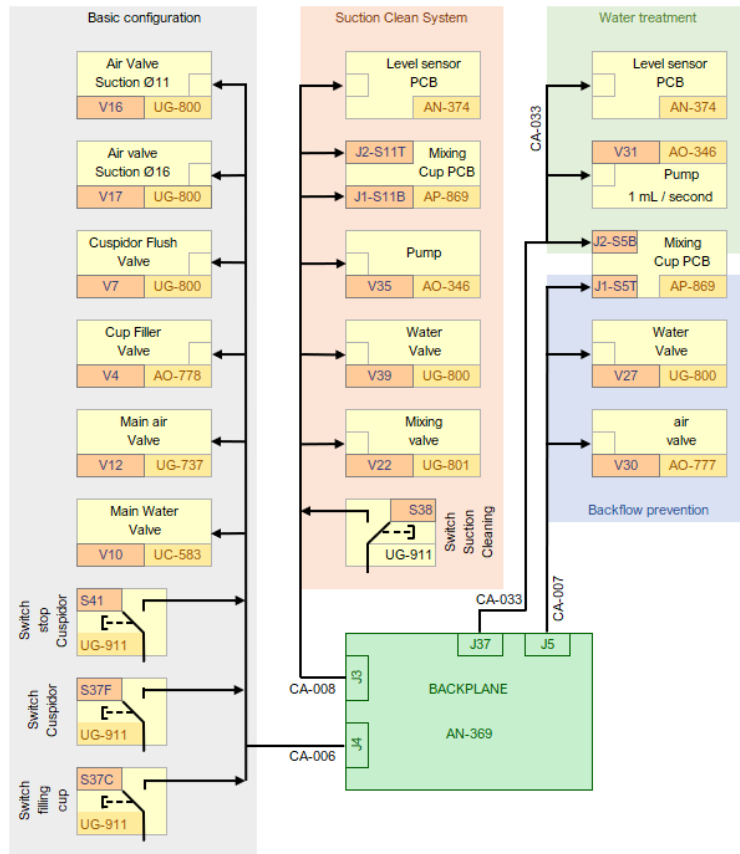 Basic configuration
Air Valve
Suction Ø11
V16 UG-800
Air valve
Suction Ø16
V17 UG-800
Cuspidor Flush
Valve
V7 UG-800
Cup Filler
Valve
V4 AO-778
Main air
Valve
V12 UG-737
Main Water
Valve
V10 UC-583
Switch
stop
Cuspidor
S41
UG-911
Switch
Cuspidor
S37F
UG-911
Switch
filling
cup
S37C
UG-911
Suction Clean System
Level sensor
PCB
AN-374
J2-S11T Mixing
Cup PCB
J1-S11B AP-869
Pump
V35 AO-346
Water
Valve
V39 UG-800
Mixing
valve
V22 UG-801
S38
UG-911
Switch
Suction
Cleaning
Water treatment
CA-033
Level sensor
PCB
AN-374
V31 AO-346
Pump
1 mL / second
J2-S5B Mixing
Cup PCB
J1-S5T AP-869
Water
Valve
V27 UG-800
air
valve
V30 AO-777
Backflow prevention
CA-033
CA-007
CA-008
CA-006
J37 J5
J3
J4
BACKPLANE
AN-369